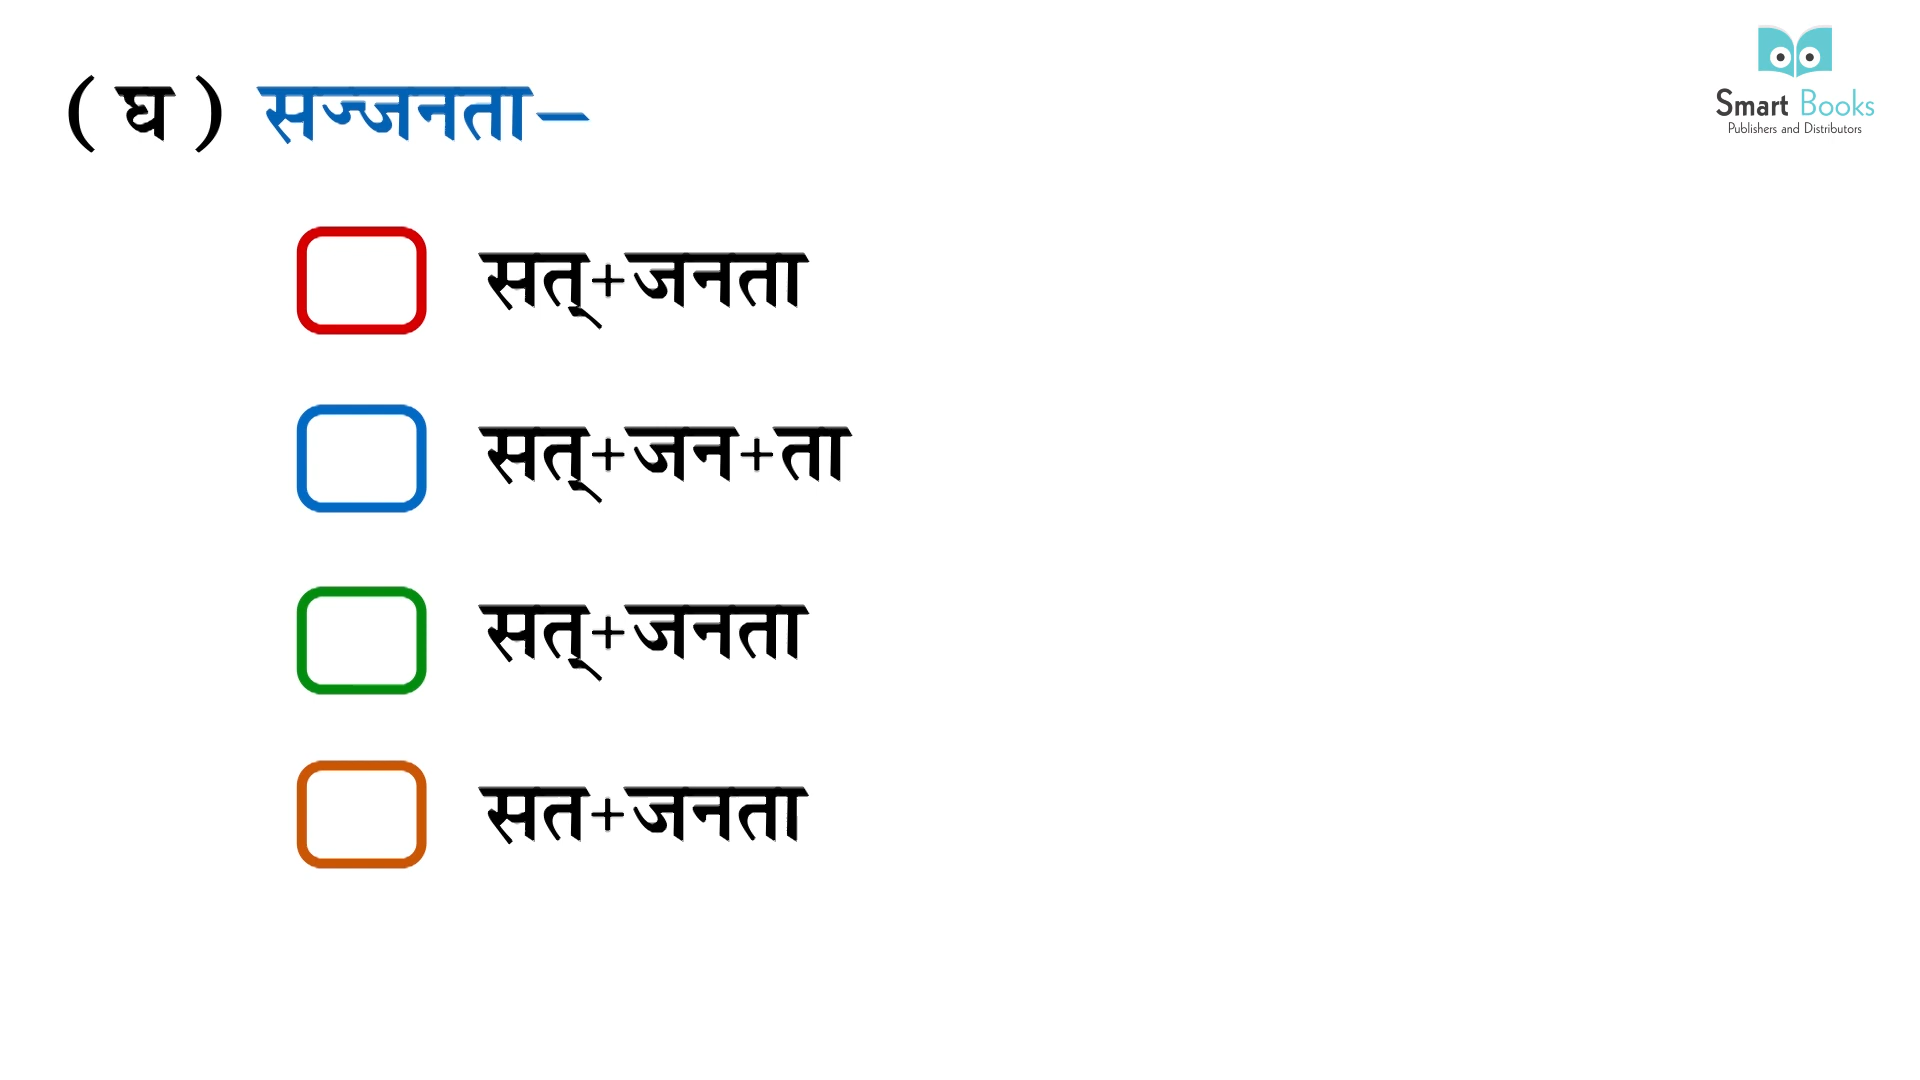 ( घ ) सज्जनता–
Smart Books
Publishers and Distributors
सत्+जनता
सत्+जन+ता
सत्+जनता
सत+जनता